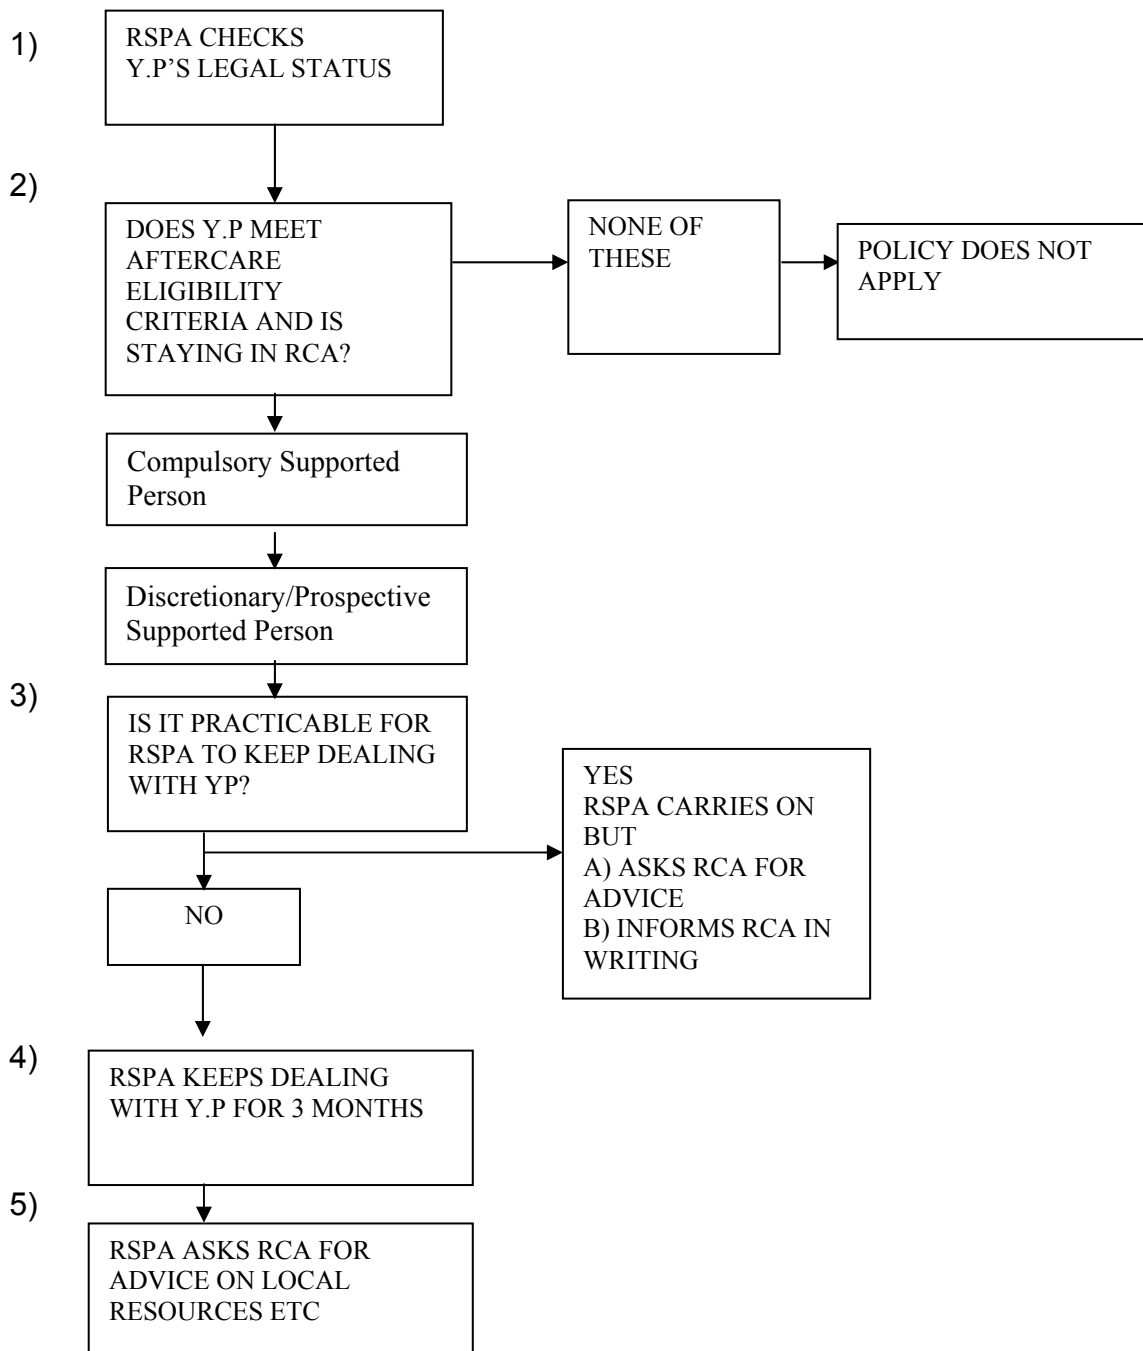 1)
RSPA CHECKS
Y.P’S LEGAL STATUS
2)
DOES Y.P MEET
AFTERCARE
ELIGIBILITY
CRITERIA AND IS
STAYING IN RCA?
NONE OF
THESE
POLICY DOES NOT
APPLY
Compulsory Supported
Person
Discretionary/Prospective
Supported Person
3)
IS IT PRACTICABLE FOR
RSPA TO KEEP DEALING
WITH YP?
YES
RSPA CARRIES ON
BUT
A) ASKS RCA FOR
ADVICE
B) INFORMS RCA IN
WRITING
NO
4)
RSPA KEEPS DEALING
WITH Y.P FOR 3 MONTHS
5)
RSPA ASKS RCA FOR
ADVICE ON LOCAL
RESOURCES ETC